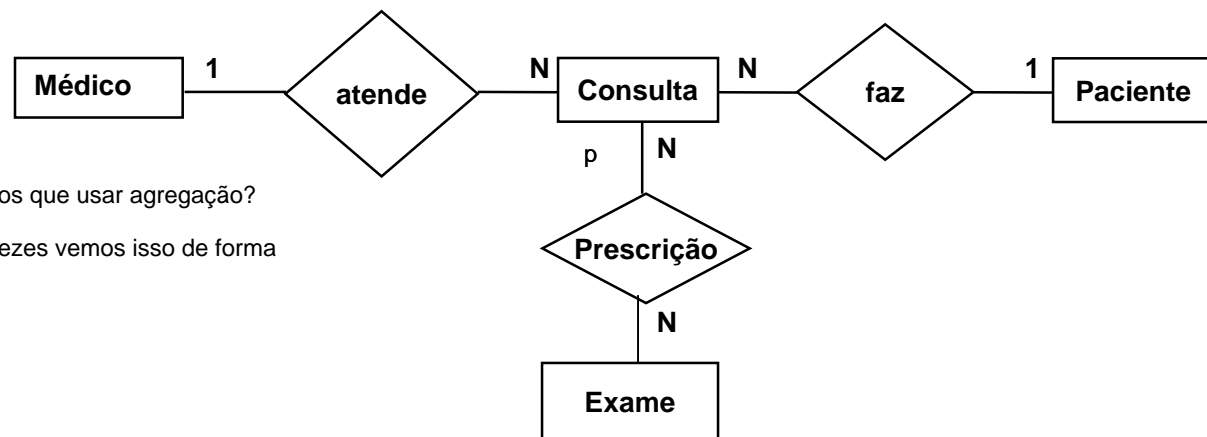 Médico 1 atende N Consulta N faz 1 Paciente
p N
os que usar agregação?
Prescrição
ezes vemos isso de forma
N
Exame